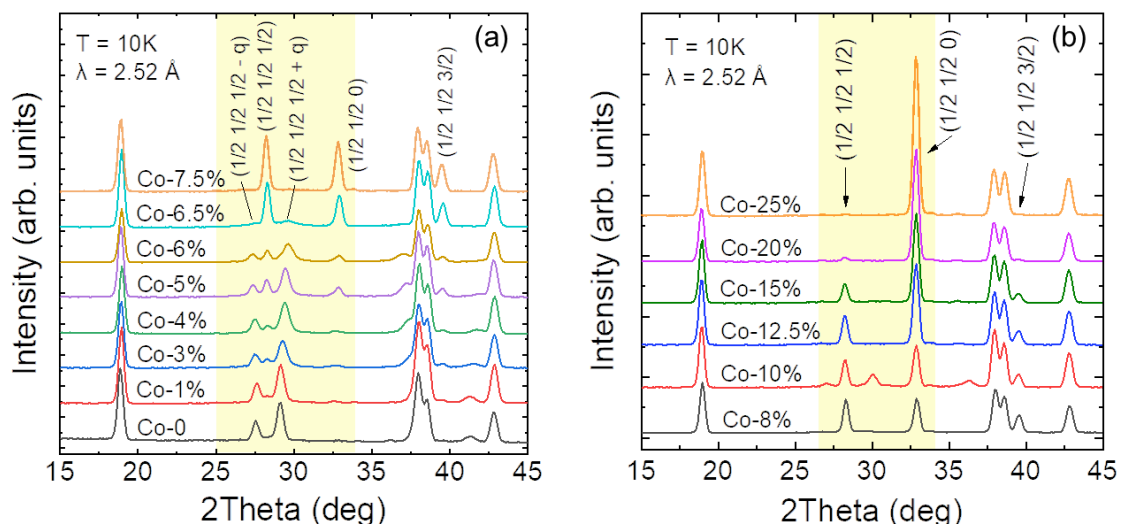 (a)
T = 10K
λ = 2.52 Å
(1/2 1/2 1/2 - q)
(1/2 1/2 1/2)
(1/2 1/2 1/2 + q)
(1/2 1/2 0)
(1/2 1/2 3/2)
Co-7.5%
Co-6.5%
Co-6%
Co-5%
Co-4%
Co-3%
Co-1%
Co-0
Intensity (arb. units)
15 20 25 30 35 40 45
2Theta (deg)
(b)
T = 10K
λ = 2.52 Å
(1/2 1/2 1/2)
(1/2 1/2 0)
(1/2 1/2 3/2)
Co-25%
Co-20%
Co-15%
Co-12.5%
Co-10%
Co-8%
Intensity (arb. units)
15 20 25 30 35 40 45
2Theta (deg)